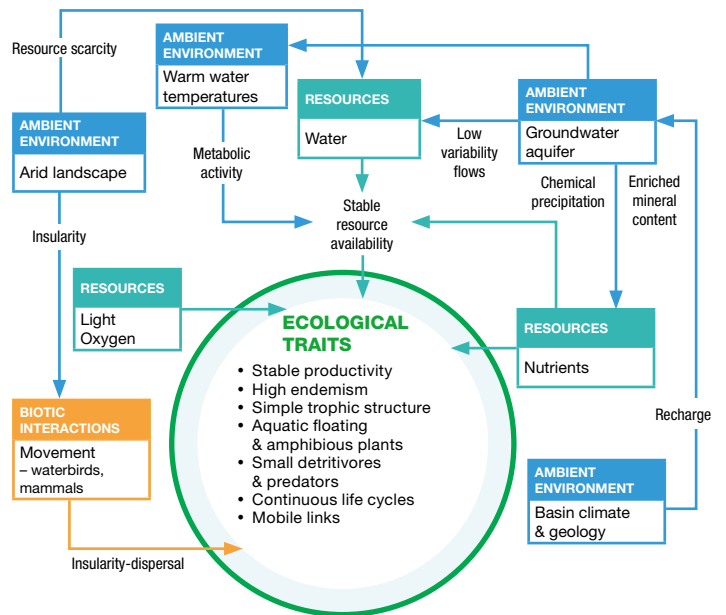 Resource scarcity
AMBIENT
ENVIRONMENT
Warm water
temperatures
RESOURCES
Water
AMBIENT
ENVIRONMENT
Groundwater
aquifer
AMBIENT
ENVIRONMENT
Arid landscape
Metabolic
activity
Low
variability
flows
Chemical
precipitation
Enriched
mineral
content
Insularity
Stable
resource
availability
RESOURCES
Light
Oxygen
RESOURCES
Nutrients
ECOLOGICAL
TRAITS
• Stable productivity
• High endemism
• Simple trophic structure
• Aquatic floating
& amphibious plants
• Small detritivores
& predators
• Continuous life cycles
• Mobile links
BIOTIC
INTERACTIONS
Movement
– waterbirds,
mammals
Recharge
AMBIENT
ENVIRONMENT
Basin climate
& geology
Insularity-dispersal